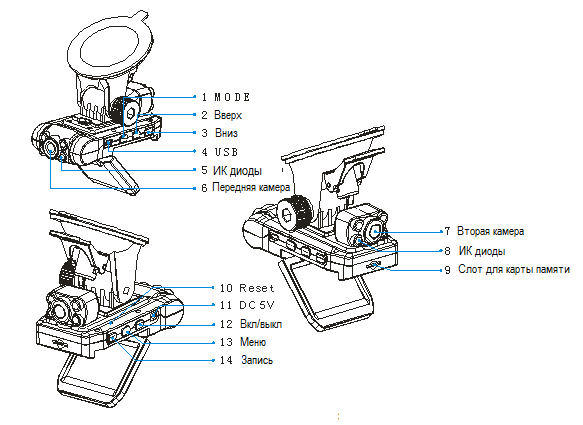 1 MODE
2 Вверх
3 Вниз
4 USB
5 ИК диоды
6 Передняя камера
7 Вторая камера
8 ИК диоды
9 Слот для карты памяти
10 Reset
11 DC 5V
12 Вкл/выкл
13 Меню
14 Запись